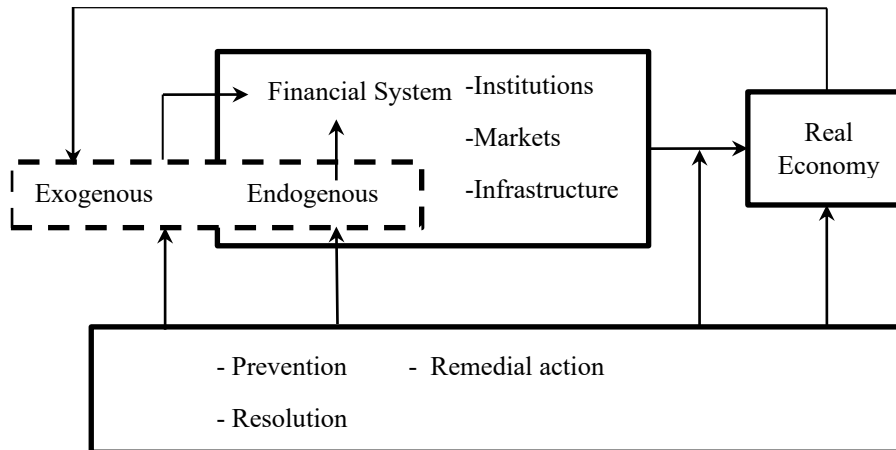 Financial System
-Institutions
-Markets
-Infrastructure
Real
Economy
Exogenous
Endogenous
- Prevention
- Remedial action
- Resolution